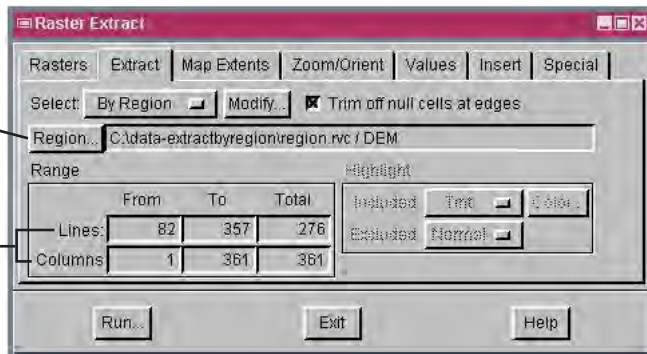 Raster Extract
Rasters Extract Map Extents Zoom/Orient Values Insert Special
Select: By Region Modify... Trim off null cells at edges
Region... C:\data-extractbyregion\region.rvc / DEM
Range Highlight
From To Total
Included Tint Color...
Lines: 82 357 276
Excluded Normal
Columns 1 361 361
Run... Exit Help